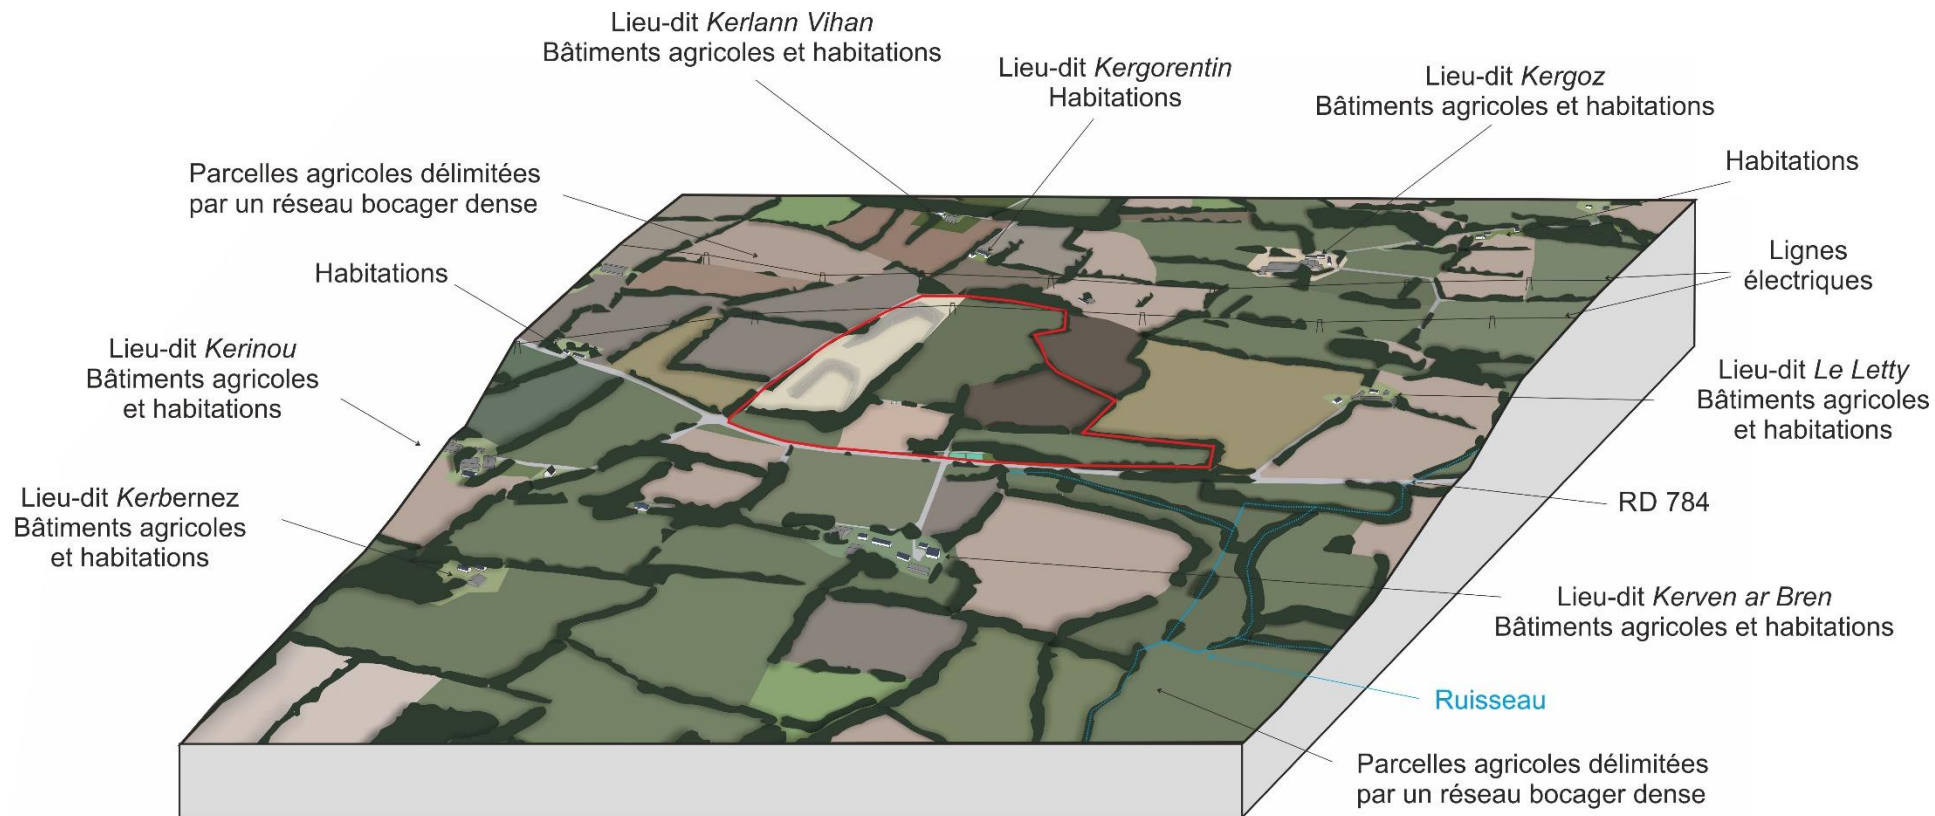 Lieu-dit Kerlann Vihan
Bâtiments agricoles et habitations
Lieu-dit Kergorentin
Habitations
Lieu-dit Kergoz
Bâtiments agricoles et habitations
Habitations
Parcelles agricoles délimitées
par un réseau bocager dense
Habitations
Lignes
électriques
Lieu-dit Kerinou
Bâtiments agricoles
et habitations
Lieu-dit Le Letty
Bâtiments agricoles
et habitations
Lieu-dit Kerbernez
Bâtiments agricoles
et habitations
RD 784
Lieu-dit Kerven ar Bren
Bâtiments agricoles et habitations
Ruisseau
Parcelles agricoles délimitées
par un réseau bocager dense